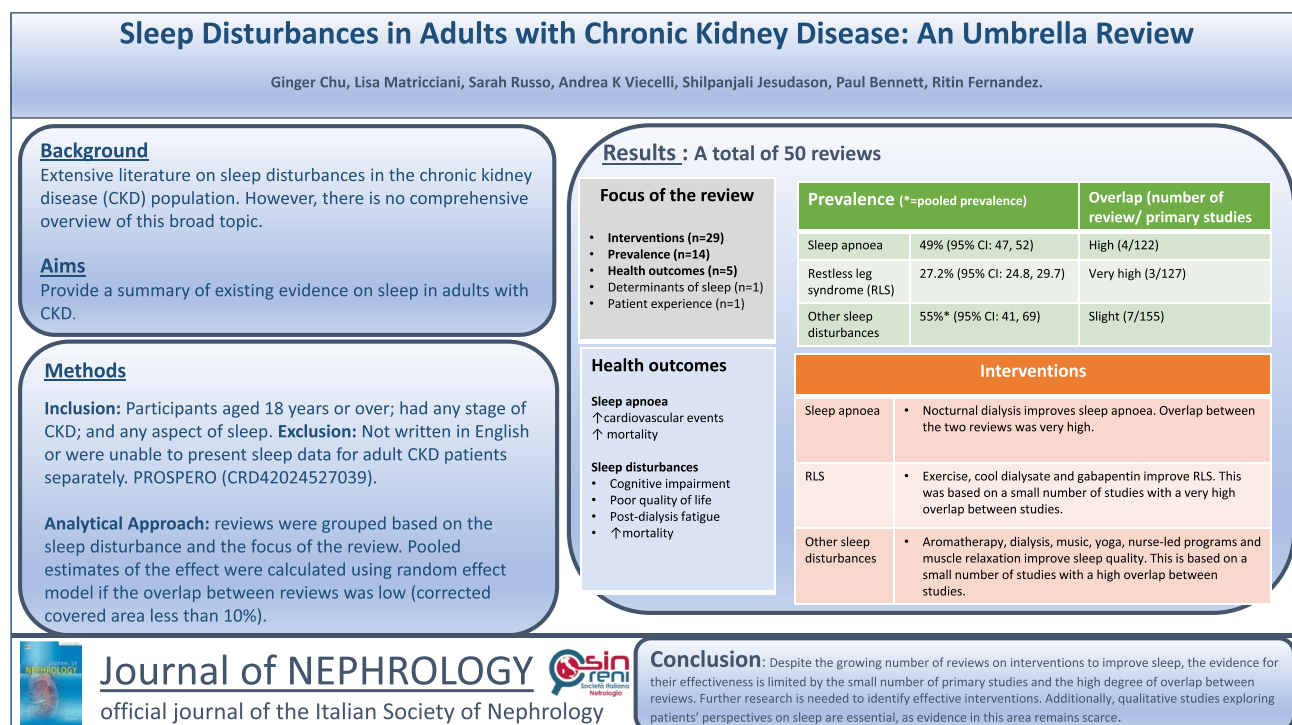 Sleep Disturbances in Adults with Chronic Kidney Disease: An Umbrella Review
Ginger Chu, Lisa Matricciani, Sarah Russo, Andrea K Viecelli, Shilpanjali Jesudason, Paul Bennett, Ritin Fernandez.
Background
Extensive literature on sleep disturbances in the chronic kidney
disease (CKD) population. However, there is no comprehensive
overview of this broad topic.
Aims
Provide a summary of existing evidence on sleep in adults with
CKD.
Methods
Inclusion: Participants aged 18 years or over; had any stage of
CKD; and any aspect of sleep. Exclusion: Not written in English
or were unable to present sleep data for adult CKD patients
separately. PROSPERO (CRD42024527039).
Analytical Approach: reviews were grouped based on the
sleep disturbance and the focus of the review. Pooled
estimates of the effect were calculated using random effect
model if the overlap between reviews was low (corrected
covered area less than 10%).
Results : A total of 50 reviews
Focus of the review
• Interventions (n=29)
• Prevalence (n=14)
• Health outcomes (n=5)
• Determinants of sleep (n=1)
• Patient experience (n=1)
Health outcomes
Sleep apnoea
↑cardiovascular events
↑ mortality
Sleep disturbances
• Cognitive impairment
• Poor quality of life
• Post-dialysis fatigue
• ↑mortality
Prevalence (*=pooled prevalence)
Overlap (number of
review/ primary studies
Sleep apnoea
49% (95% CI: 47, 52)
High (4/122)
Restless leg
syndrome (RLS)
27.2% (95% CI: 24.8, 29.7)
Very high (3/127)
Other sleep
disturbances
55%* (95% CI: 41, 69)
Slight (7/155)
Interventions
Sleep apnoea
• Nocturnal dialysis improves sleep apnoea. Overlap between
the two reviews was very high.
RLS
• Exercise, cool dialysate and gabapentin improve RLS. This
was based on a small number of studies with a very high
overlap between studies.
Other sleep
disturbances
• Aromatherapy, dialysis, music, yoga, nurse-led programs and
muscle relaxation improve sleep quality. This is based on a
small number of studies with a high overlap between
studies.
JOURNAL OF
NEPHROLOGY
Journal of NEPHROLOGY
official journal of the Italian Society of Nephrology
sin
reni
Società Italiana
Nefrologia
Conclusion: Despite the growing number of reviews on interventions to improve sleep, the evidence for
their effectiveness is limited by the small number of primary studies and the high degree of overlap between
reviews. Further research is needed to identify effective interventions. Additionally, qualitative studies exploring
patients’ perspectives on sleep are essential, as evidence in this area remains scarce.